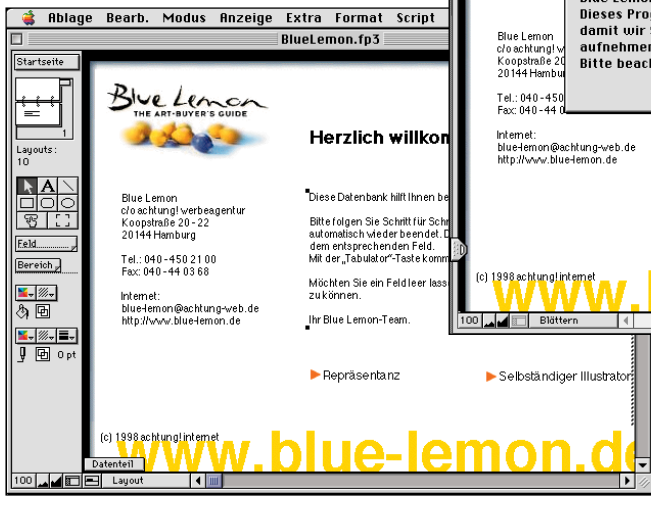 Ablage Bearb. Modus Anzeige Extra Format Script
BlueLemon.fp3
Startseite
1
Layouts:
10
A
Feld
Bereich
0 pt
Blue Lemon
THE ART-BUYER'S GUIDE
Herzlich willkon
Blue Lemon
c/o achtung! werbeagentur
Koopstraße 20 - 22
20144 Hamburg
Tel.: 040 - 450 21 00
Fax: 040 - 44 03 68
Internet:
blue-lemon@achtung-web.de
http://www.blue-lemon.de
Diese Datenbank hilft Ihnen be
Bitte folgen Sie Schritt für Schr
automatisch wieder beendet. D
dem entsprechenden Feld.
Mit der „Tabulator“-Taste komm
Möchten Sie ein Feld leer lass
zu können.
Ihr Blue Lemon-Team.
Repräsentanz
Selbständiger Illustrator
(c) 1998 achtung! internet
www.blue-lemon.de
Datenteil
100
Layout
Dieses Prog
damit wir S
aufnehmen
Bitte beach
Blue Lemon
c/o achtung! w
Koopstraße 20
20144 Hambu
Tel.: 040 - 450
Fax: 040 - 44 0
Internet:
blue-lemon@achtung-web.de
http://www.blue-lemon.de
(c) 1998 achtung! internet
www.
100
Blättern